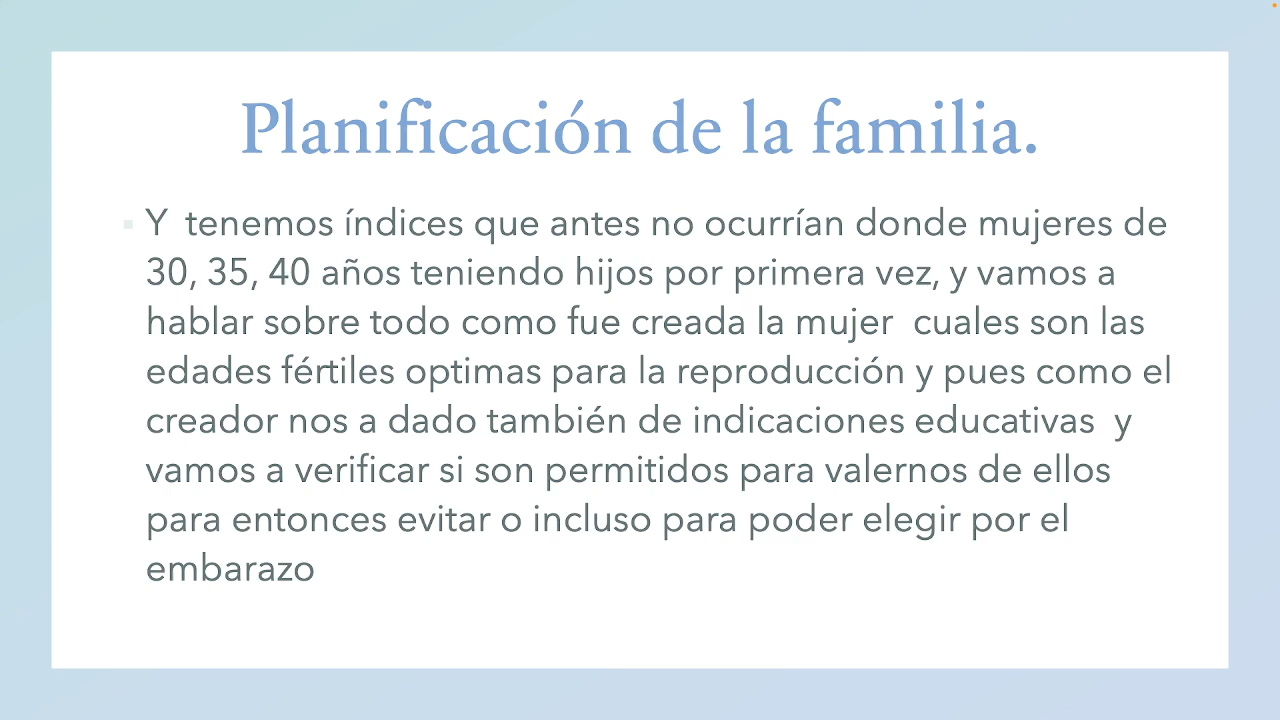 Planificación de la familia.
Y  tenemos índices que antes no ocurrían donde mujeres de
30, 35, 40 años teniendo hijos por primera vez, y vamos a
hablar sobre todo como fue creada la mujer  cuales son las
edades fértiles optimas para la reproducción y pues como el
creador nos a dado también de indicaciones educativas  y
vamos a verificar si son permitidos para valernos de ellos
para entonces evitar o incluso para poder elegir por el
embarazo